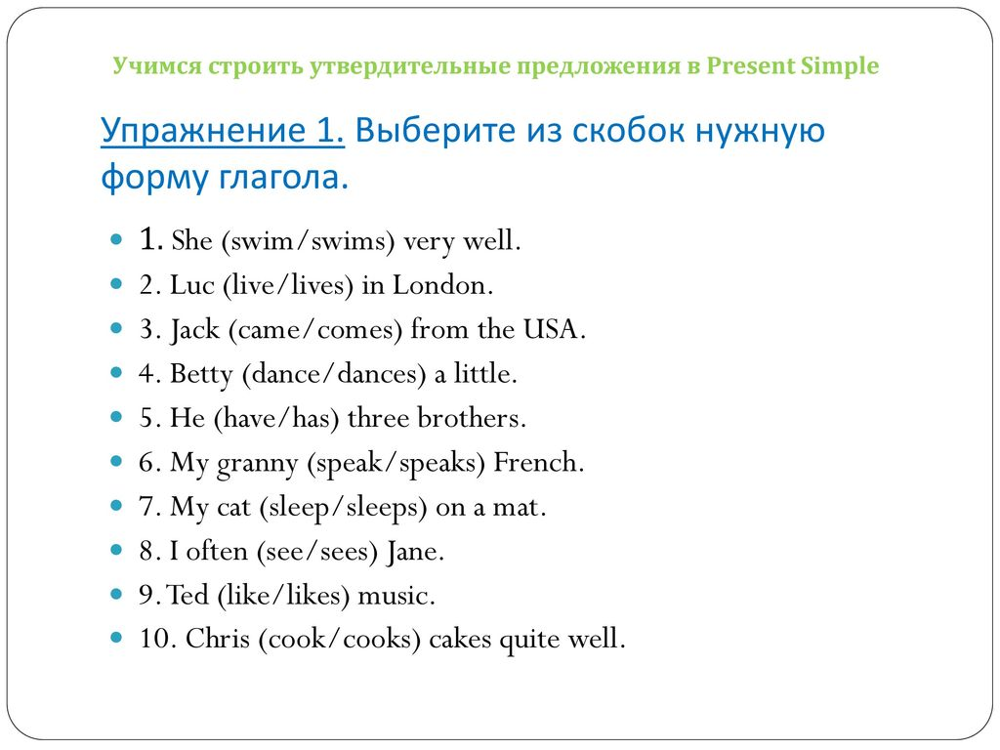 Учимся строить утвердительные предложения в Present Simple
Упражнение 1. Выберите из скобок нужную
форму глагола.
• 1. She (swim/swims) very well.
• 2. Luc (live/lives) in London.
• 3. Jack (came/comes) from the USA.
• 4. Betty (dance/dances) a little.
• 5. He (have/has) three brothers.
• 6. My granny (speak/speaks) French.
• 7. My cat (sleep/sleeps) on a mat.
• 8. I often (see/sees) Jane.
• 9. Ted (like/likes) music.
• 10. Chris (cook/cooks) cakes quite well.